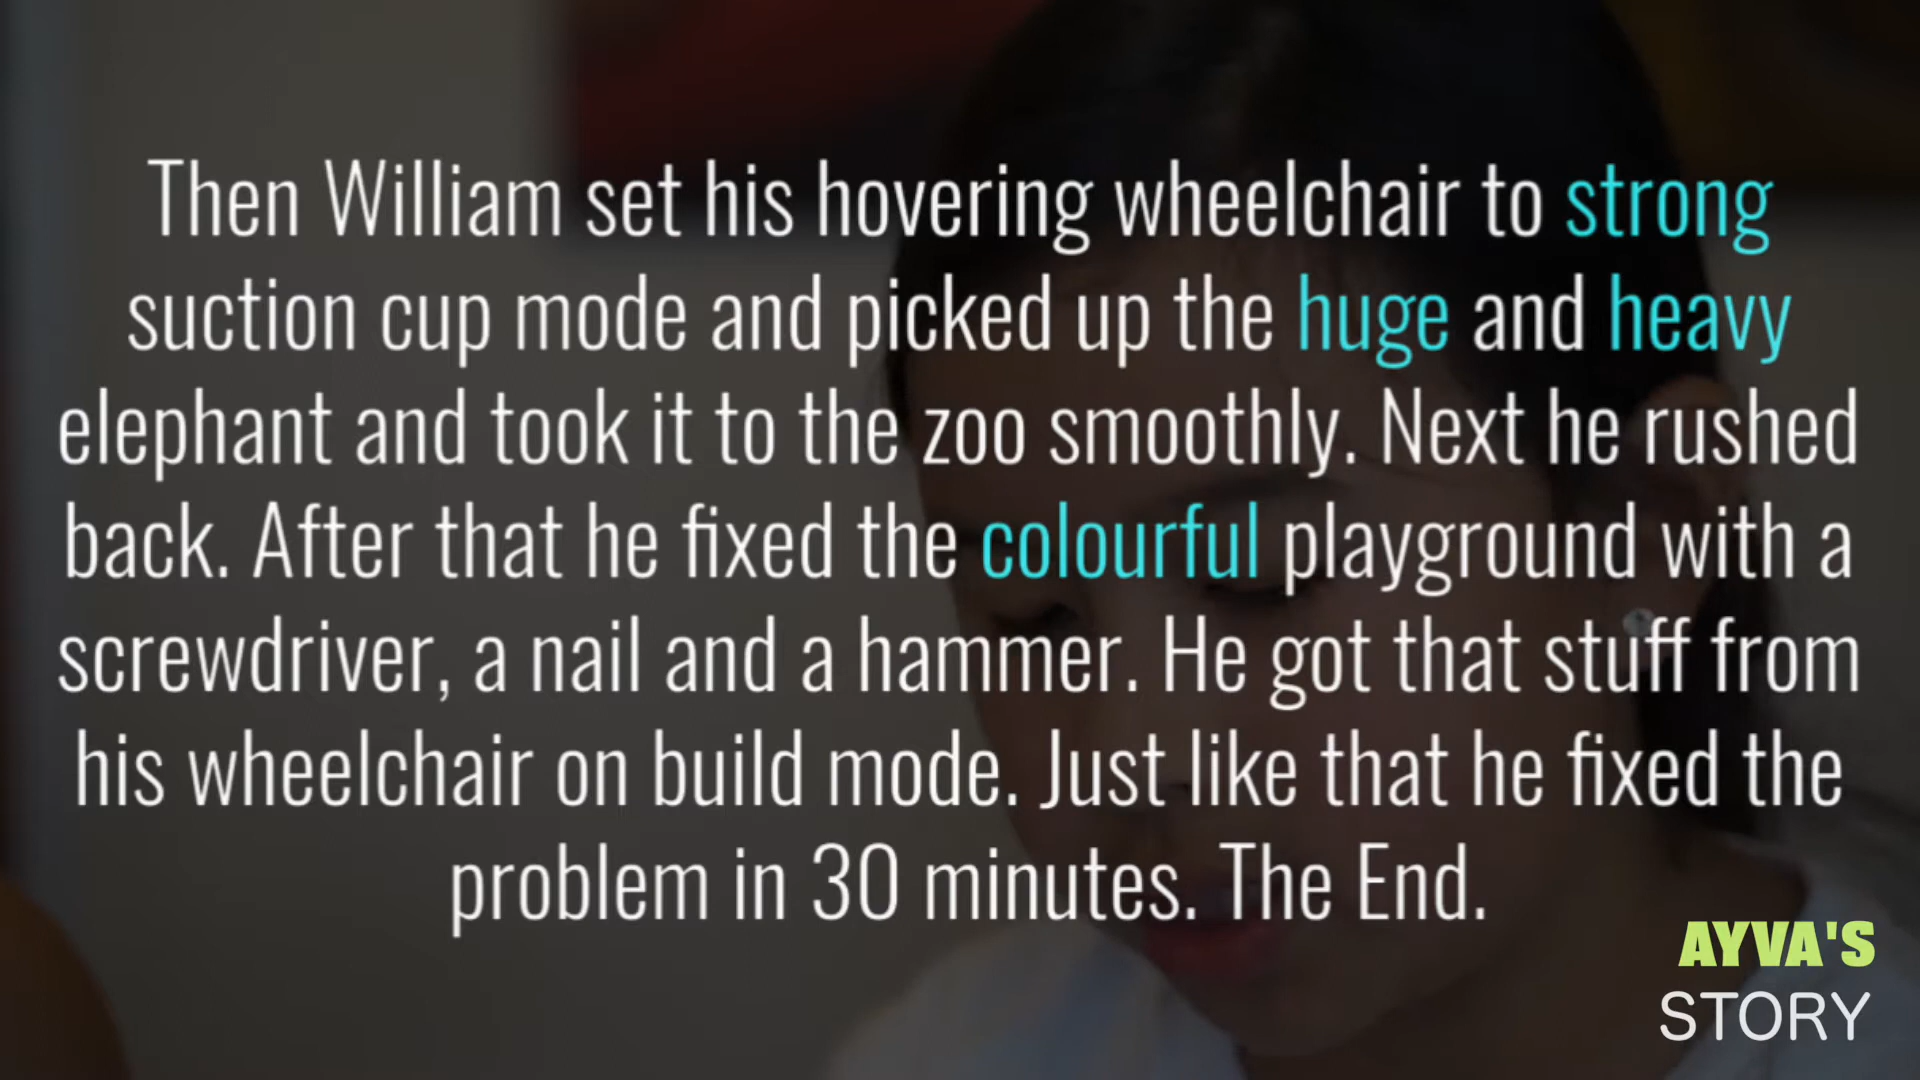 Then William set his hovering wheelchair to strong
suction cup mode and picked up the huge and heavy
elephant and took it to the zoo smoothly. Next he rushed
back. After that he fixed the colourful playground with a
screwdriver, a nail and a hammer. He got that stuff from
his wheelchair on build mode. Just like that he fixed the
problem in 30 minutes. The End.
AYVA'S
STORY